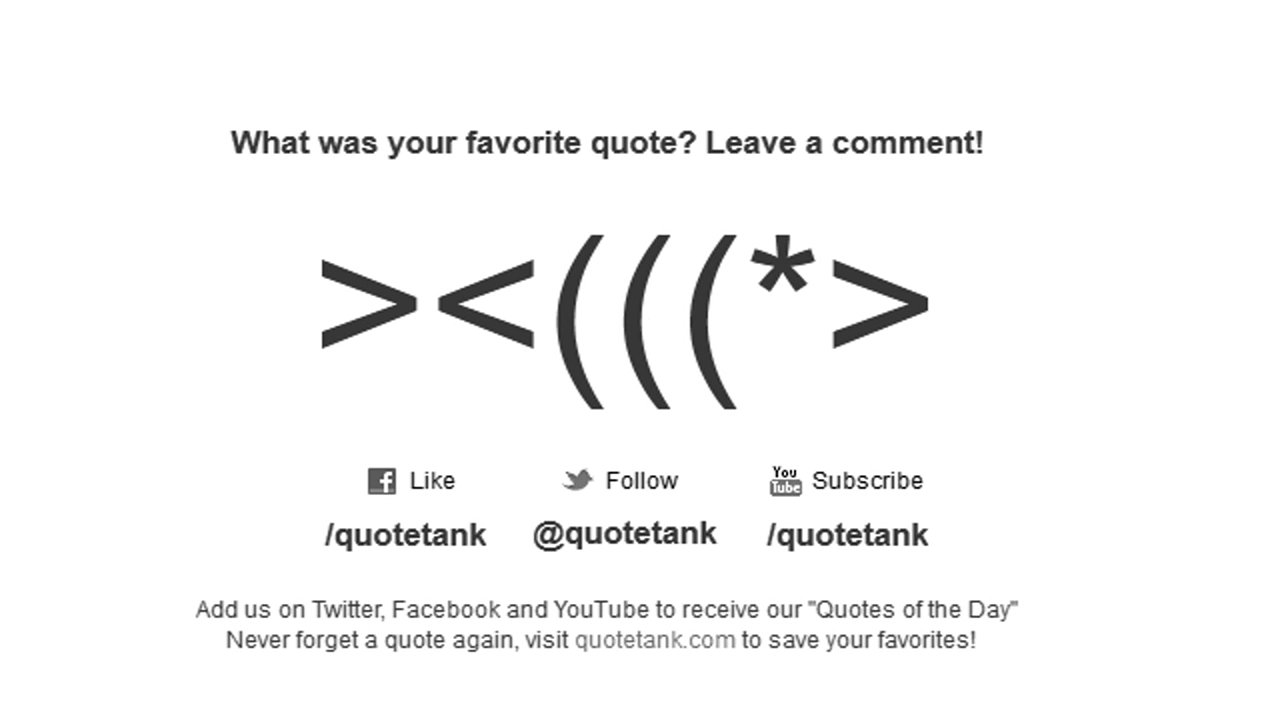 What was your favorite quote? Leave a comment!
><(((*>
f Like Follow You Tube Subscribe
/quotetank @quotetank /quotetank
Add us on Twitter, Facebook and YouTube to receive our "Quotes of the Day"
Never forget a quote again, visit quotetank.com to save your favorites!